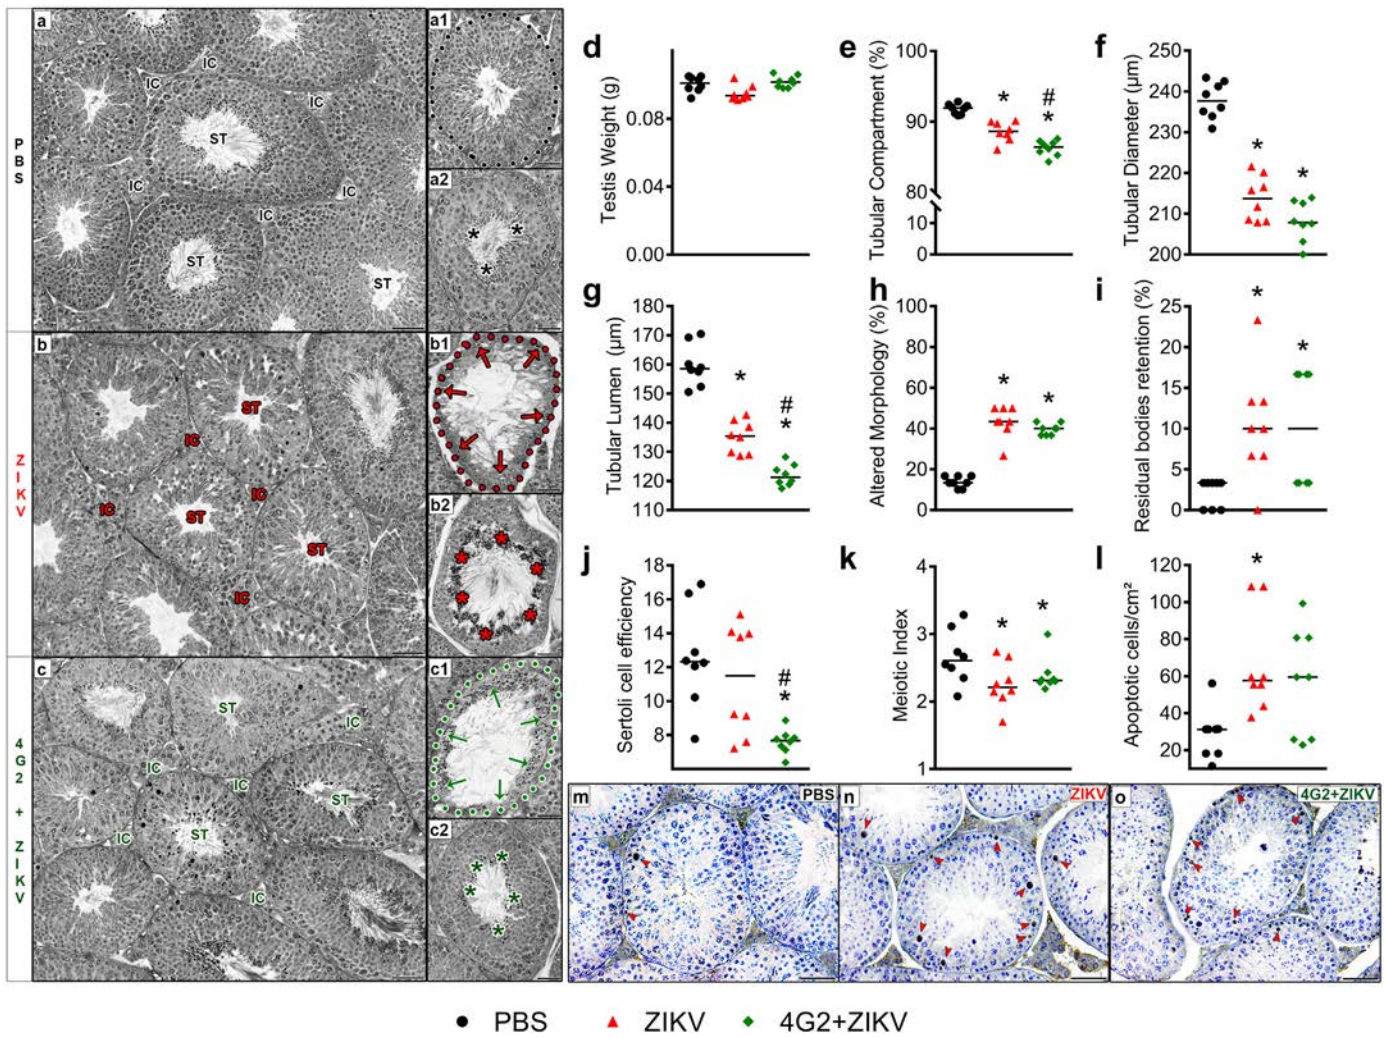 PBS
a
IC
IC
IC
ST
IC
IC
IC
ST
ST
a1
a2
*
*
*
ZIKV
b
ST
IC
IC
IC
ST
ST
IC
b1
b2
*
*
*
*
*
*
*
4G2 + ZIKV
c
ST
IC
IC
IC
ST
ST
IC
IC
c1
c2
*
*
*
*
*
*
d
Testis Weight (g)
0.08
0.04
0.00
e
Tubular Compartment (%)
100
90
80
10
0
*
#
*
f
Tubular Diameter (µm)
250
240
230
220
210
200
*
*
g
Tubular Lumen (µm)
180
170
160
150
140
130
120
110
*
#
*
h
Altered Morphology (%)
100
80
60
40
20
0
*
*
i
Residual bodies retention (%)
25
20
15
10
5
0
*
*
j
Sertoli cell efficiency
18
16
14
12
10
8
#
*
k
Meiotic Index
4
3
2
1
*
*
l
Apoptotic cells/cm²
120
100
80
60
40
20
*
m
PBS
n
ZIKV
o
4G2+ZIKV
PBS
ZIKV
4G2+ZIKV